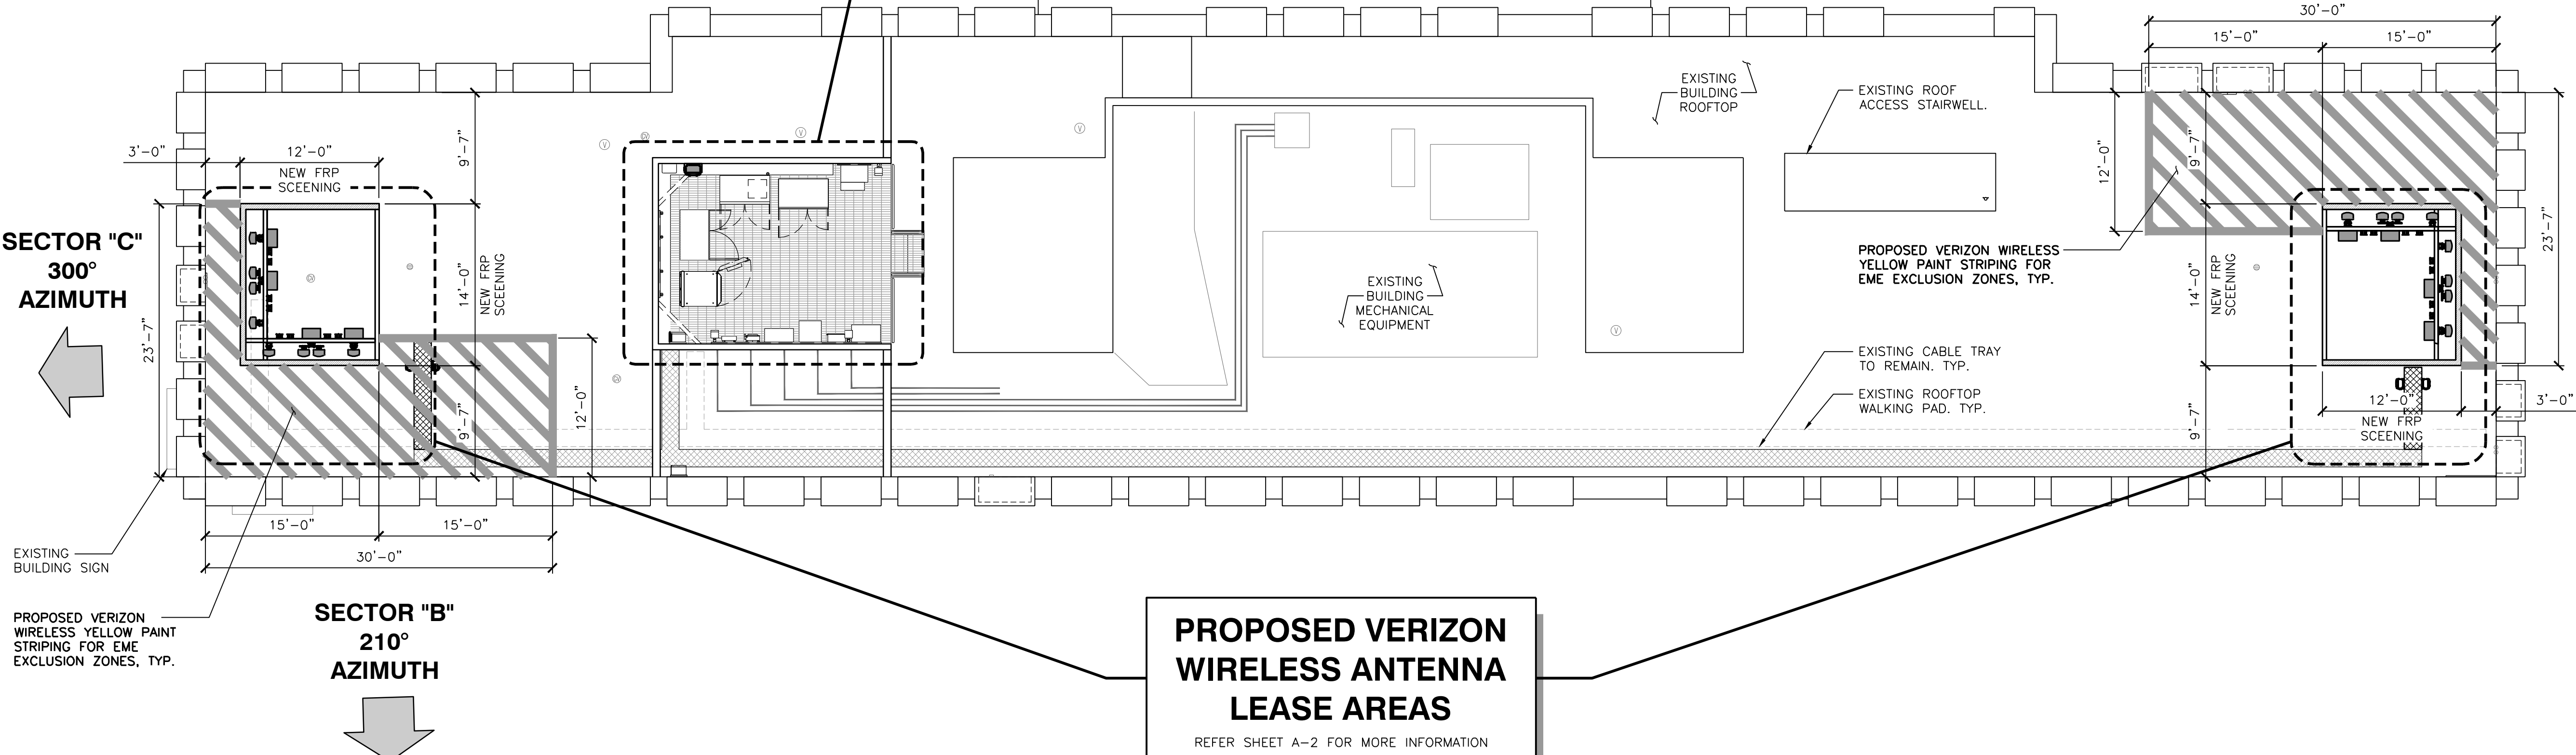 30'-0"
15'-0"
15'-0"
EXISTING
BUILDING
ROOFTOP
EXISTING ROOF
ACCESS STAIRWELL.
9'-7"
12'-0"
9'-7"
23'-7"
3'-0"
12'-0"
NEW FRP
SCEENING
SECTOR "C"
300°
AZIMUTH
23'-7"
14'-0"
NEW FRP
SCEENING
9'-7"
12'-0"
V
V
V
V
EXISTING
BUILDING
MECHANICAL
EQUIPMENT
PROPOSED VERIZON WIRELESS
YELLOW PAINT STRIPING FOR
EME EXCLUSION ZONES, TYP.
14'-0"
NEW FRP
SCEENING
EXISTING CABLE TRAY
TO REMAIN. TYP.
EXISTING ROOFTOP
WALKING PAD. TYP.
9'-7"
12'-0"
3'-0"
NEW FRP
SCEENING
15'-0"
15'-0"
30'-0"
EXISTING
BUILDING SIGN
PROPOSED VERIZON
WIRELESS YELLOW PAINT
STRIPING FOR EME
EXCLUSION ZONES, TYP.
SECTOR "B"
210°
AZIMUTH
PROPOSED VERIZON
WIRELESS ANTENNA
LEASE AREAS
REFER SHEET A-2 FOR MORE INFORMATION